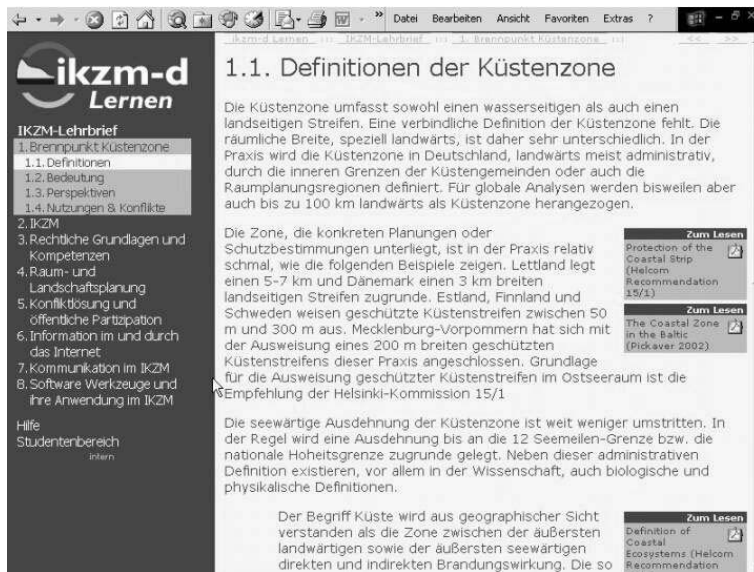 Datei Bearbeiten Ansicht Favoriten Extras ?
ikzm-d Lernen ››› IKZM-Lehrbrief ››› 1. Brennpunkt Küstenzone ›››
<< >>
ikzm-d
Lernen
IKZM-Lehrbrief
1. Brennpunkt Küstenzone
1.1. Definitionen
1.2. Bedeutung
1.3. Perspektiven
1.4. Nutzungen & Konflikte
2. IKZM
3. Rechtliche Grundlagen und
Kompetenzen
4. Raum- und
Landschaftsplanung
5. Konfliktlösung und
öffentliche Partizipation
6. Information im und durch
das Internet
7. Kommunikation im IKZM
8. Software Werkzeuge und
ihre Anwendung im IKZM
Hilfe
Studentenbereich
intern
1.1. Definitionen der Küstenzone
Die Küstenzone umfasst sowohl einen wasserseitigen als auch einen
landseitigen Streifen. Eine verbindliche Definition der Küstenzone fehlt. Die
räumliche Breite, speziell landwärts, ist daher sehr unterschiedlich. In der
Praxis wird die Küstenzone in Deutschland, landwärts meist administrativ,
durch die inneren Grenzen der Küstengemeinden oder auch die
Raumplanungsregionen definiert. Für globale Analysen werden bisweilen aber
auch bis zu 100 km landwärts als Küstenzone herangezogen.
Die Zone, die konkreten Planungen oder
Schutzbestimmungen unterliegt, ist in der Praxis relativ
schmal, wie die folgenden Beispiele zeigen. Lettland legt
einen 5-7 km und Dänemark einen 3 km breiten
landseitigen Streifen zugrunde. Estland, Finnland und
Schweden weisen geschützte Küstenstreifen zwischen 50
m und 300 m aus. Mecklenburg-Vorpommern hat sich mit
der Ausweisung eines 200 m breiten geschützten
Küstenstreifens dieser Praxis angeschlossen. Grundlage
für die Ausweisung geschützter Küstenstreifen im Ostseeraum ist die
Empfehlung der Helsinki-Kommission 15/1
Zum Lesen
Protection of the
Coastal Strip
(Helcom
Recommendation
15/1)
Zum Lesen
The Coastal Zone
in the Baltic
(Pickaver 2002)
Die seewärtige Ausdehnung der Küstenzone ist weit weniger umstritten. In
der Regel wird eine Ausdehnung bis an die 12 Seemeilen-Grenze bzw. die
nationale Hoheitsgrenze zugrunde gelegt. Neben dieser administrativen
Definition existieren, vor allem in der Wissenschaft, auch biologische und
physikalische Definitionen.
Der Begriff Küste wird aus geographischer Sicht
verstanden als die Zone zwischen der äußersten
landwärtigen sowie der äußersten seewärtigen
direkten und indirekten Brandungswirkung. Die so
Zum Lesen
Definition of
Coastal
Ecosystems (Helcom
Recommendation